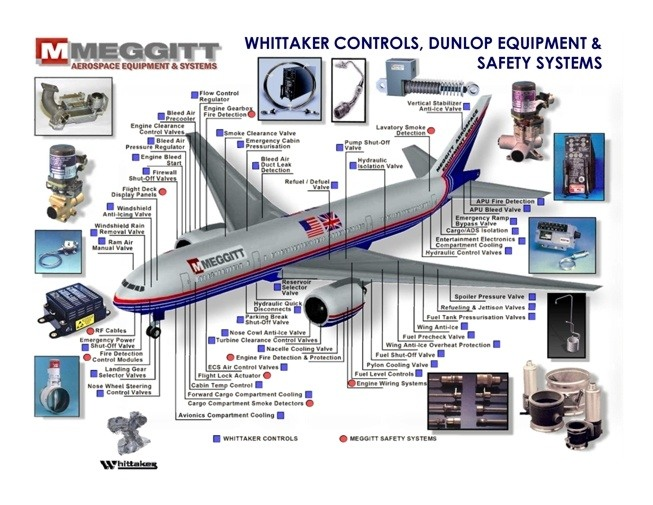 MEGGITT
AEROSPACE EQUIPMENT & SYSTEMS
WHITTAKER CONTROLS, DUNLOP EQUIPMENT &
SAFETY SYSTEMS
Flow Control
Regulator
Engine Gearbox
Fire Detection
Bleed Air
Precooler
Engine Clearance
Control Valves
Bleed Air
Pressure Regulator
Engine Bleed
Start
Firewall
Shut-Off Valves
Flight Deck
Display Panels
Windshield
Anti-Icing Valve
Windshield Rain
Removal Valve
Ram Air
Manual Valve
Smoke Clearance Valve
Emergency Cabin
Pressurisation
Bleed Air
Duct Leak
Detection
Refuel / Defuel
Valve
Pump Shut-Off
Valve
Hydraulic
Isolation Valve
Lavatory Smoke
Detection
Vertical Stabilizer
Anti-ice Valve
APU Fire Detection
APU Bleed Valve
Emergency Ramp
Bypass Valve
Cargo/ADS Isolation
Entertainment Electronics
Compartment Cooling
Hydraulic Control Valves
MEGGITT
Reservoir
Selector
Valve
Hydraulic Quick
Disconnects
Parking Break
Shut-Off Valve
Nose Cowl Anti-ice Valve
Turbine Clearance Control Valves
Nacelle Cooling Valve
Engine Fire Detection & Protection
ECS Air Control Valves
Flight Lock Actuator
Cabin Temp Control
Forward Cargo Compartment Cooling
Cargo Compartment Smoke Detectors
Avionics Compartment Cooling
RF Cables
Emergency Power
Shut-Off Valve
Fire Detection
Control Modules
Landing Gear
Selector Valves
Nose Wheel Steering
Control Valves
Spoiler Pressure Valve
Refueling & Jettison Valves
Fuel Tank Pressurisation Valves
Wing Anti-ice
Fuel Precheck Valve
Wing Anti-ice Overheat Protection
Fuel Shut-Off Valve
Pylon Cooling Valve
Fuel Level Controls
Engine Wiring Systems
WHITTAKER CONTROLS
MEGGITT SAFETY SYSTEMS
Whittaker